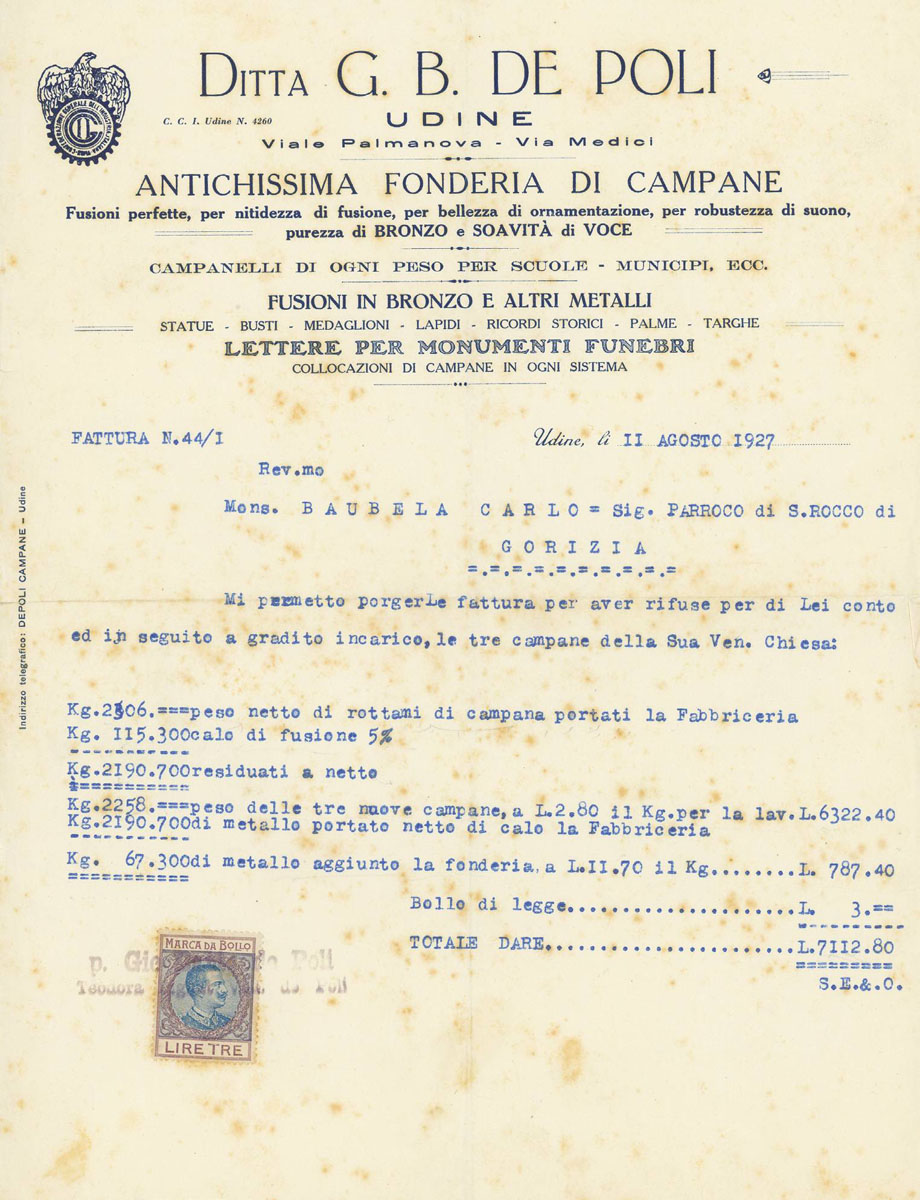 DITTA G. B. DE POLI
C. C. I. Udine N. 4260
UDINE
Viale Palmanova - Via Medici
ANTICHISSIMA FONDERIA DI CAMPANE
Fusioni perfette, per nitidezza di fusione, per bellezza di ornamentazione, per robustezza di suono,
purezza di BRONZO e SOAVITÀ di VOCE
CAMPANELLI DI OGNI PESO PER SCUOLE - MUNICIPI, ECC.
FUSIONI IN BRONZO E ALTRI METALLI
STATUE - BUSTI - MEDAGLIONI - LAPIDI - RICORDI STORICI - PALME - TARGHE
LETTERE PER MONUMENTI FUNEBRI
COLLOCAZIONI DI CAMPANE IN OGNI SISTEMA
FATTURA N.44/I
Udine, lì II AGOSTO 1927
Rev.mo
Mons. BAUBELA CARLO= Sig. PARROCO di S.ROCCO di
GORIZIA
=.=.=.=.=.=.=.=.=.=
Mi permetto porgerLe fattura per aver rifuse per di Lei conto
ed in seguito a gradito incarico, le tre campane della Sua Ven. Chiesa:
Kg.2306.===peso netto di rottami di campana portati la Fabbriceria
Kg. II5.300calo di fusione 5%
Kg.2I90.700residuati a netto
Kg.2258.===peso delle tre nuove campane, a L.2.80 il Kg.per la lav.L.6322.40
Kg.2I90.700di metallo portato netto di calo la Fabbriceria
Kg. 67.300di metallo aggiunto la fonderia, a L.II.70 il Kg........L. 787.40
Bollo di legge.......................L. 3.==
TOTALE DARE.........................L.7II2.80
S.E.&.O.
MARCA DA BOLLO
LIRE TRE
Indirizzo telegrafico: DEPOLI CAMPANE - Udine